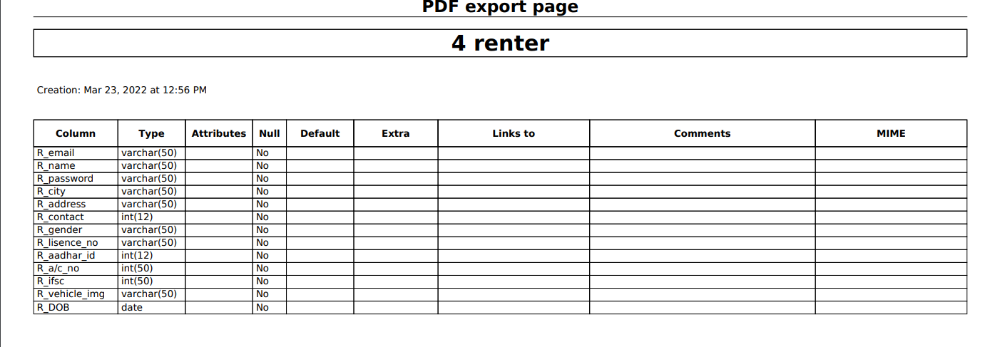 PDF export page
4 renter
Creation: Mar 23, 2022 at 12:56 PM
Column Type Attributes Null Default Extra Links to Comments MIME
R_email varchar(50) No
R_name varchar(50) No
R_password varchar(50) No
R_city varchar(50) No
R_address varchar(50) No
R_contact int(12) No
R_gender varchar(50) No
R_lisence_no varchar(50) No
R_aadhar_id int(12) No
R_a/c_no int(50) No
R_ifsc int(50) No
R_vehicle_img varchar(50) No
R_DOB date No